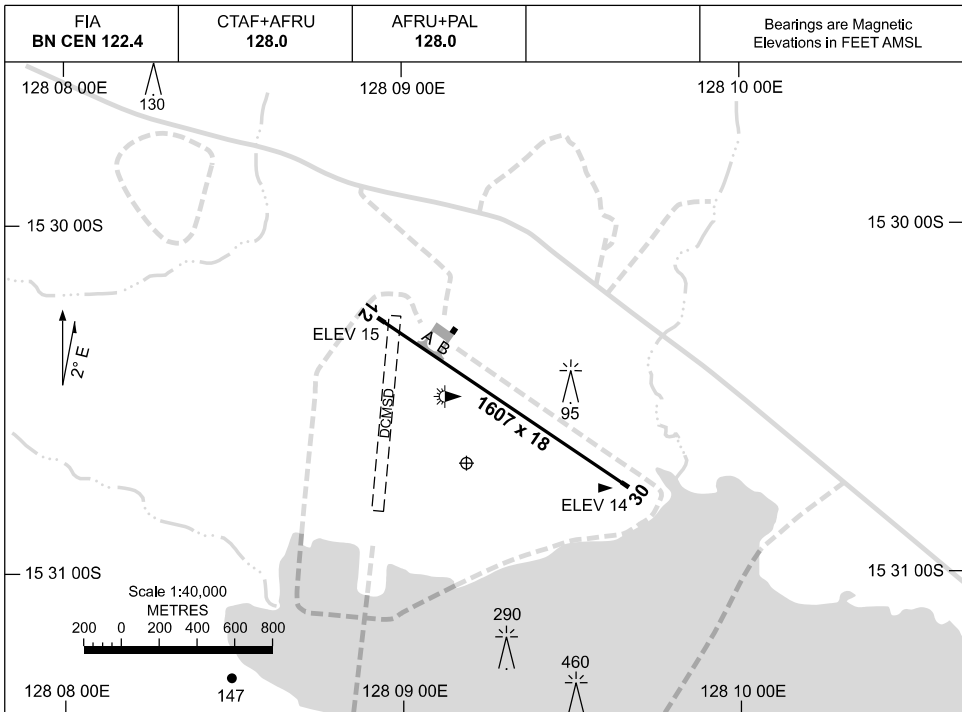 FIA
BN CEN 122.4
CTAF+AFRU
128.0
AFRU+PAL
128.0
Bearings are Magnetic
Elevations in FEET AMSL
128 08 00E
128 09 00E
128 10 00E
130
15 30 00S
15 30 00S
12
ELEV 15
A B
2° E
DCMSD
95
1607 x 18
30
ELEV 14
15 31 00S
15 31 00S
Scale 1:40,000
METRES
200 0 200 400 600 800
290
460
147
128 08 00E
128 09 00E
128 10 00E